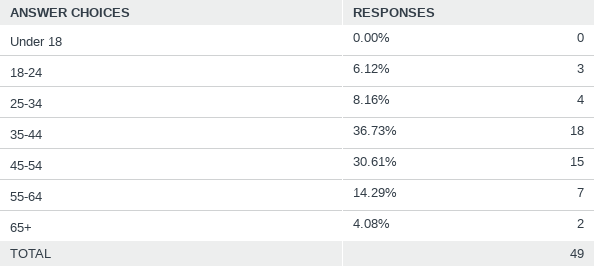 ANSWER CHOICES RESPONSES
Under 18 0.00% 0
18-24 6.12% 3
25-34 8.16% 4
35-44 36.73% 18
45-54 30.61% 15
55-64 14.29% 7
65+ 4.08% 2
TOTAL 49